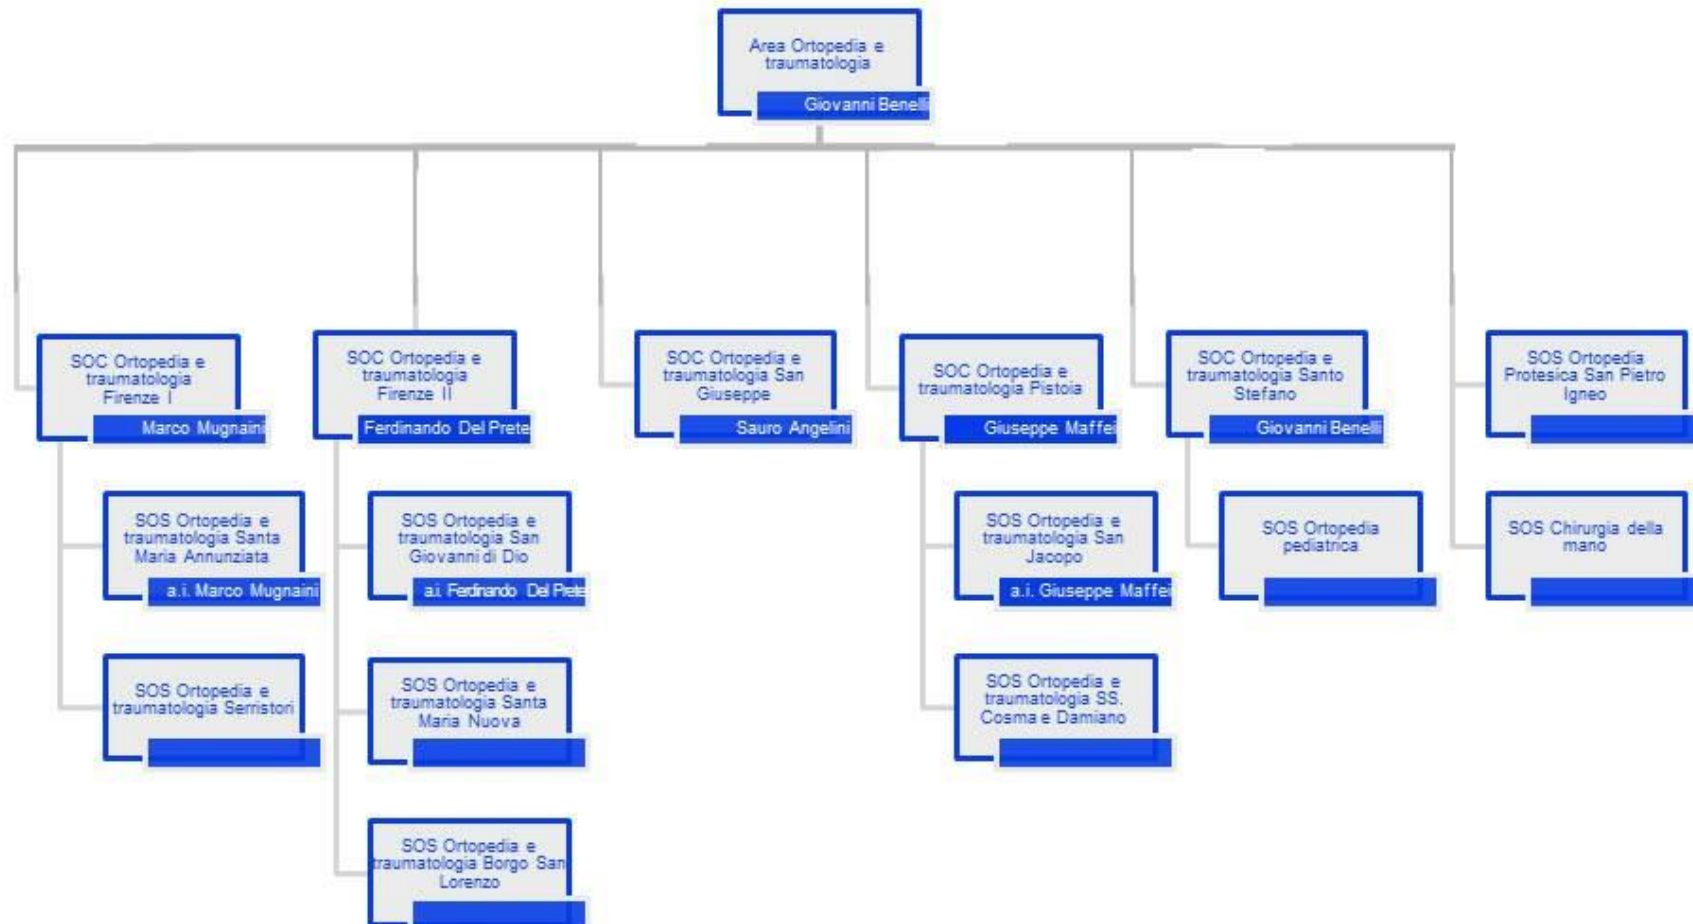 Area Ortopedia e
traumatologia
Giovanni Benelli
SOC Ortopedia e
traumatologia
Firenze I
Marco Mugnaini
SOC Ortopedia e
traumatologia
Firenze II
Ferdinando Del Prete
SOC Ortopedia e
traumatologia San
Giuseppe
Sauro Angelini
SOC Ortopedia e
traumatologia Pistoia
Giuseppe Maffei
SOC Ortopedia e
traumatologia Santo
Stefano
Giovanni Benelli
SOS Ortopedia
Protesica San Pietro
Igneo
SOS Ortopedia e
traumatologia Santa
Maria Annunziata
a.i. Marco Mugnaini
SOS Ortopedia e
traumatologia San
Giovanni di Dio
a.i. Ferdinando Del Prete
SOS Ortopedia e
traumatologia San
Jacopo
a.i. Giuseppe Maffei
SOS Ortopedia
pediatrica
SOS Chirurgia della
mano
SOS Ortopedia e
traumatologia Serristori
SOS Ortopedia e
traumatologia Santa
Maria Nuova
SOS Ortopedia e
traumatologia SS.
Cosma e Damiano
SOS Ortopedia e
traumatologia Borgo San
Lorenzo